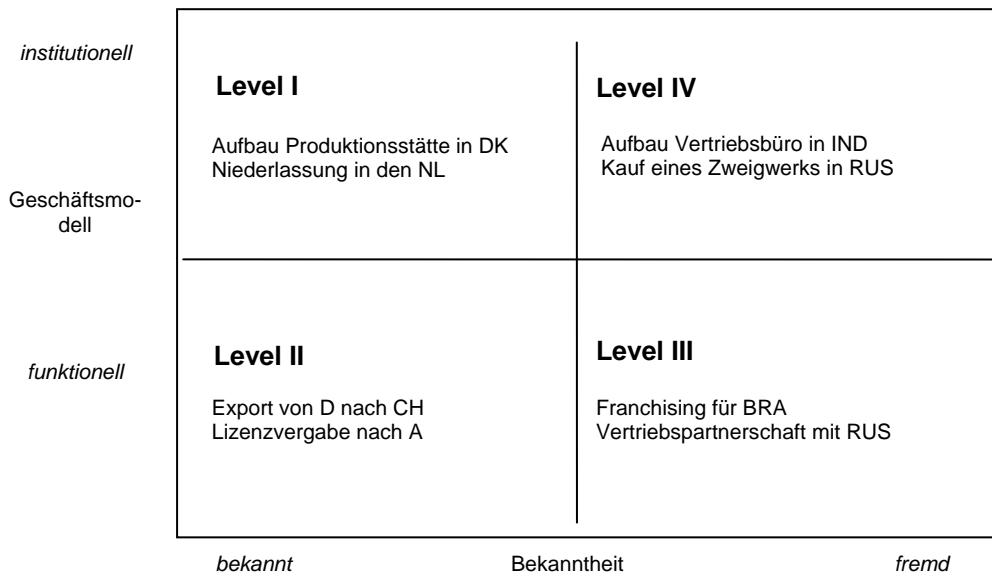 institutionell
Level I
Level IV
Aufbau Produktionsstätte in DK
Niederlassung in den NL
Aufbau Vertriebsbüro in IND
Kauf eines Zweigwerks in RUS
Geschäftsmo-
dell
funktionell
Level II
Level III
Export von D nach CH
Lizenzvergabe nach A
Franchising für BRA
Vertriebspartnerschaft mit RUS
bekannt
Bekanntheit
fremd